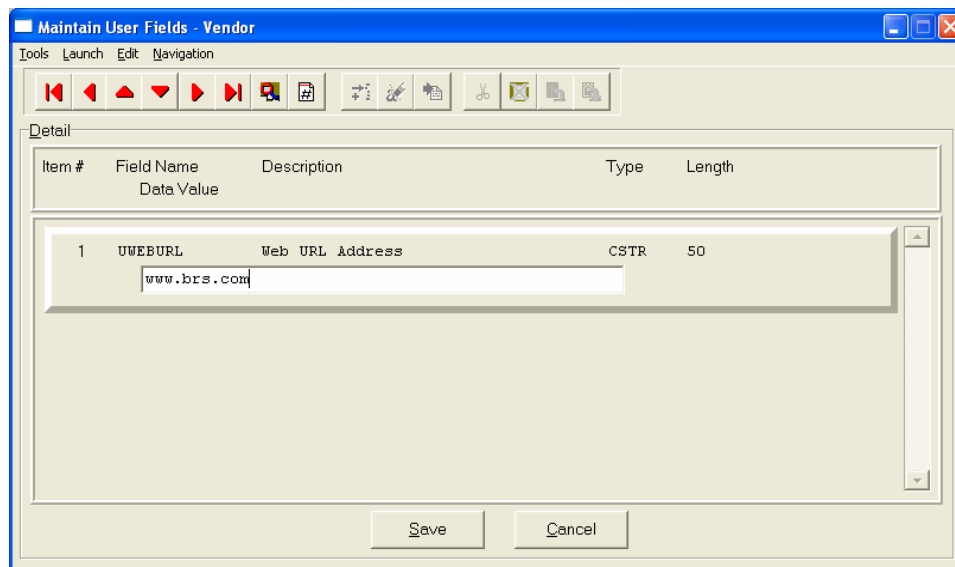 Maintain User Fields - Vendor
Tools Launch Edit Navigation
#
Detail
Item # Field Name Description Type Length
Data Value
1 UWEBURL Web URL Address CSTR 50
www.brs.com
Save Cancel